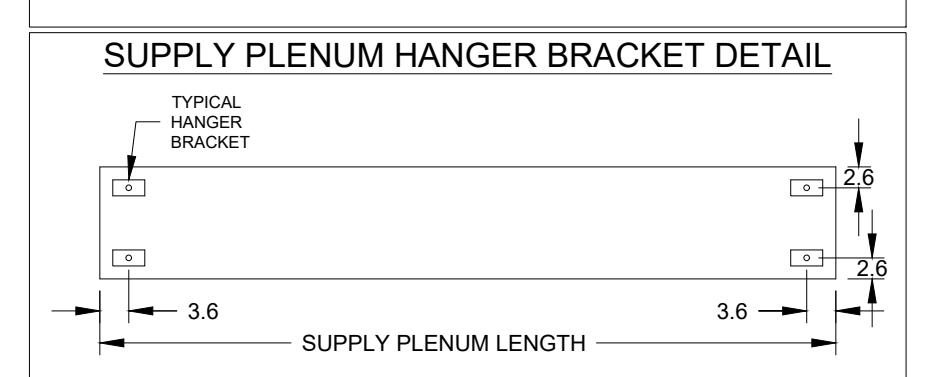 SUPPLY PLENUM HANGER BRACKET DETAIL
TYPICAL
HANGER
BRACKET
2.6
2.6
3.6
3.6
SUPPLY PLENUM LENGTH